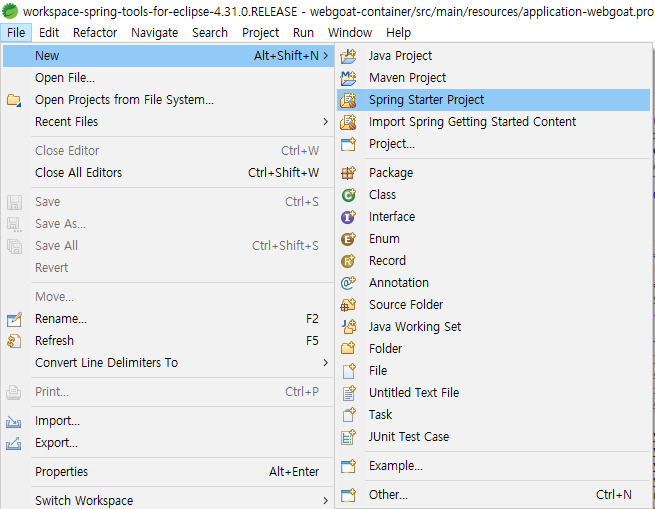 workspace-spring-tools-for-eclipse-4.31.0.RELEASE - webgoat-container/src/main/resources/application-webgoat.pro
File Edit Refactor Navigate Search Project Run Window Help
New Alt+Shift+N >
Open File...
Open Projects from File System...
Recent Files >
Close Editor Ctrl+W
Close All Editors Ctrl+Shift+W
Save Ctrl+S
Save As...
Save All Ctrl+Shift+S
Revert
Move...
Rename... F2
Refresh F5
Convert Line Delimiters To >
Print... Ctrl+P
Import...
Export...
Properties Alt+Enter
Switch Workspace >
Java Project
Maven Project
Spring Starter Project
Import Spring Getting Started Content
Project...
Package
Class
Interface
Enum
Record
Annotation
Source Folder
Java Working Set
Folder
File
Untitled Text File
Task
JUnit Test Case
Example...
Other... Ctrl+N